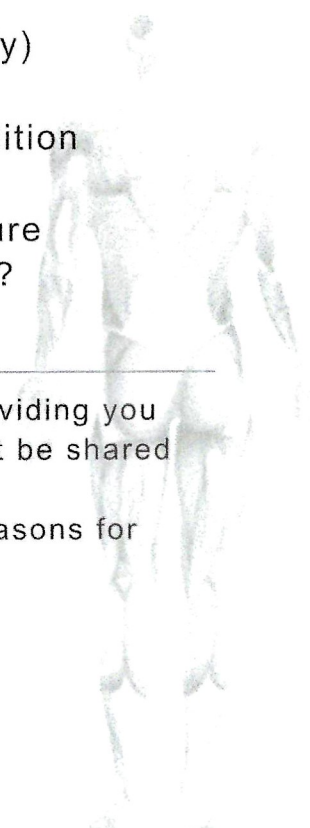 y)
ition
ure
?
viding you
t be shared
asons for